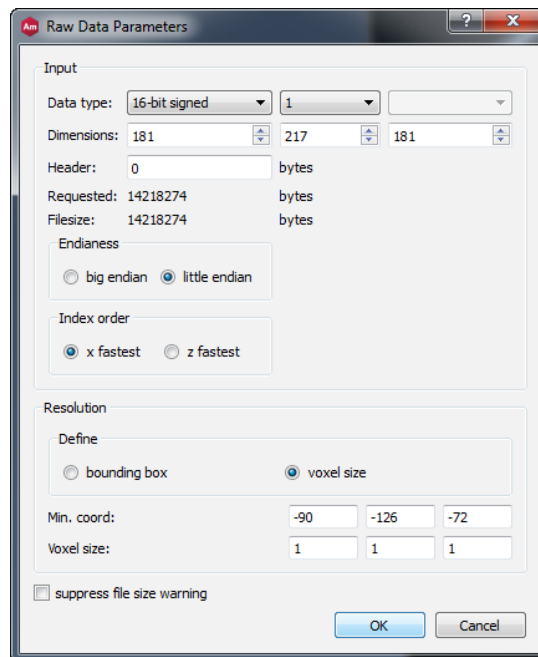 Am Raw Data Parameters ? X
Input
Data type: 16-bit signed 1
Dimensions: 181 217 181
Header: 0 bytes
Requested: 14218274 bytes
Filesize: 14218274 bytes
Endianess
big endian little endian
Index order
x fastest z fastest
Resolution
Define
bounding box voxel size
Min. coord: -90 -126 -72
Voxel size: 1 1 1
suppress file size warning
OK Cancel